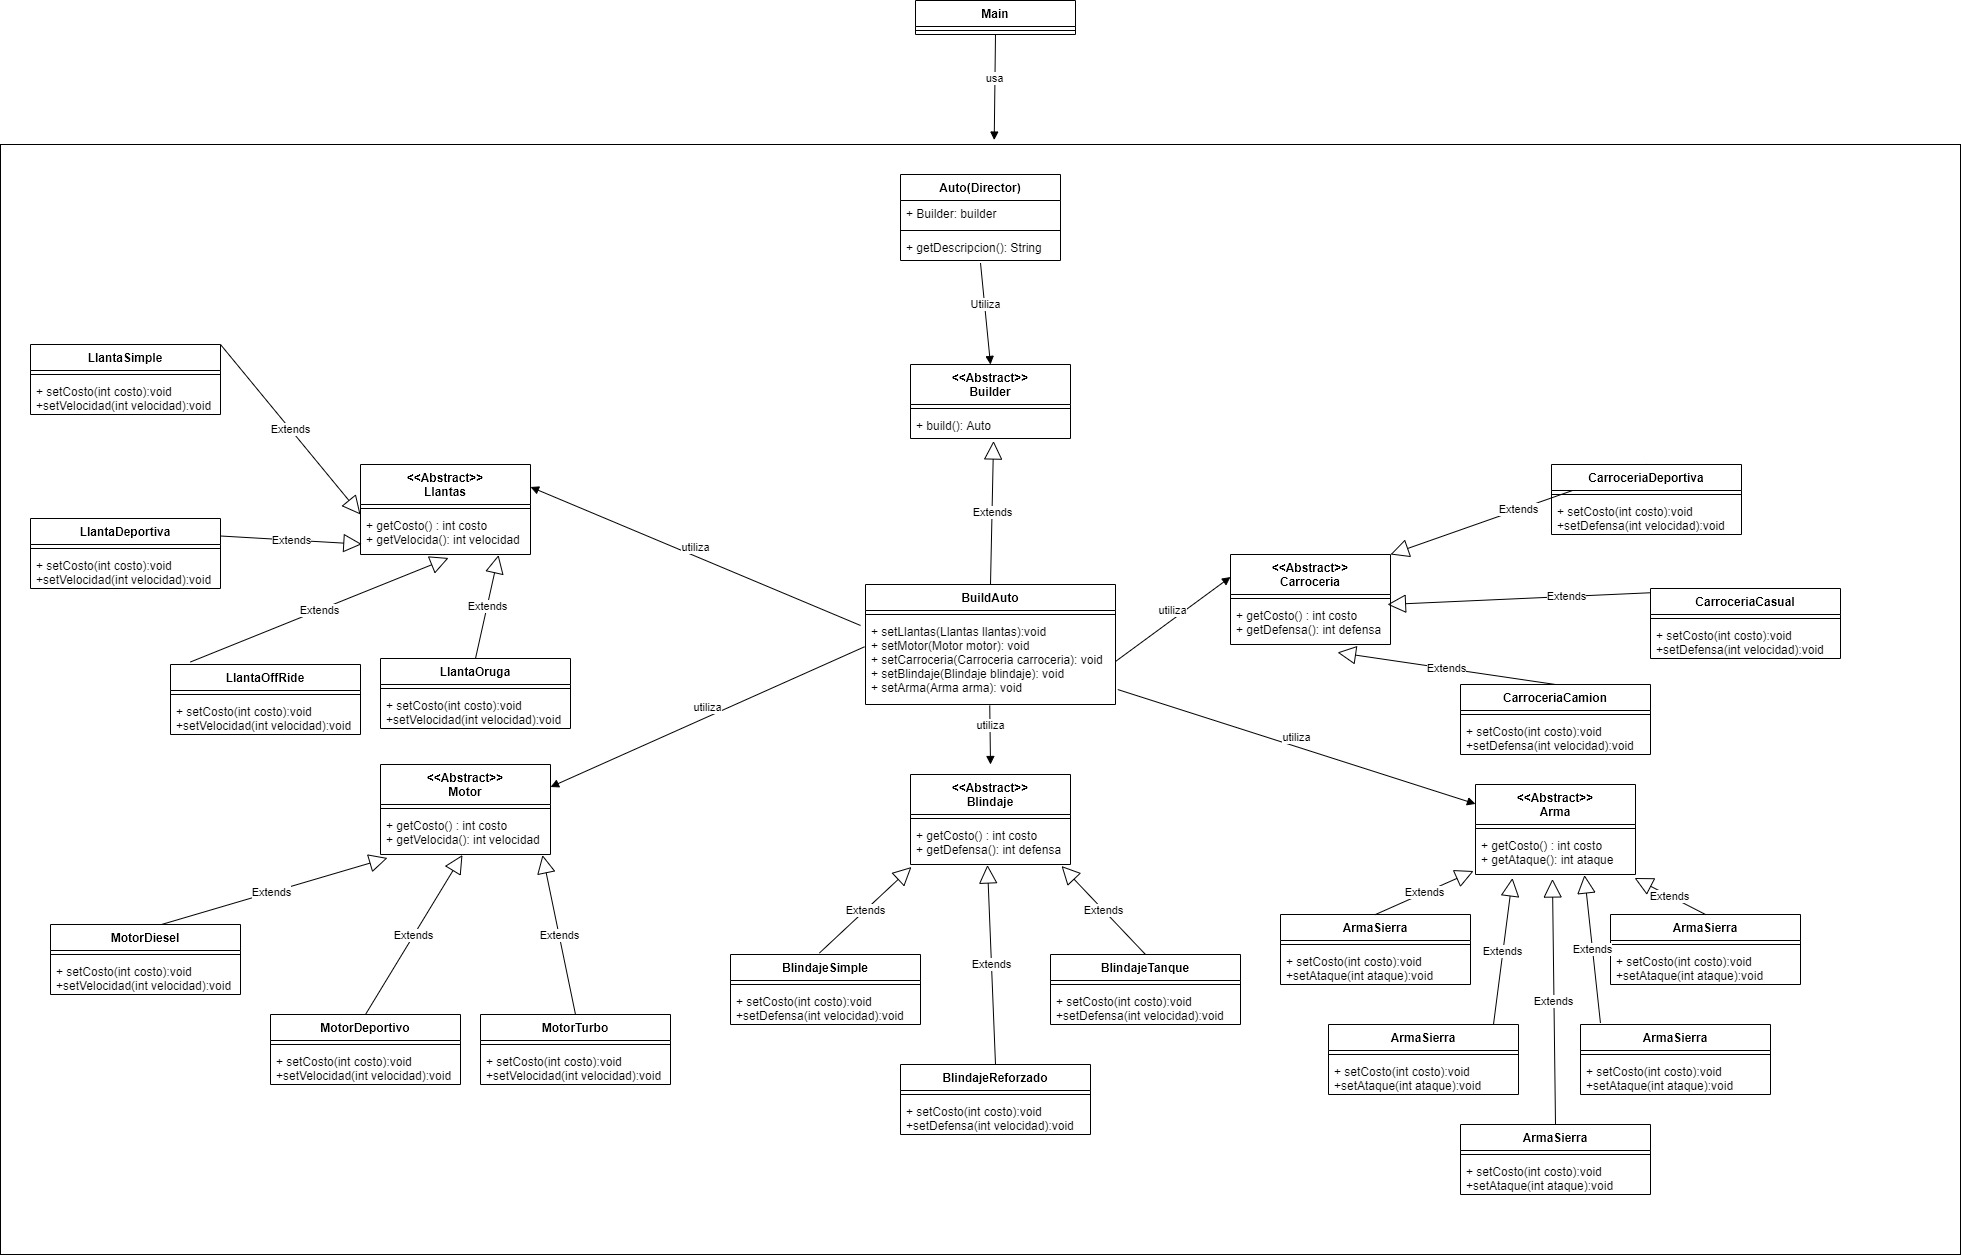 Main
usa
Auto(Director)
+ Builder: builder
+ getDescripcion(): String
Utiliza
<<Abstract>>
Builder
+ build(): Auto
Extends
LlantaSimple
+ setCosto(int costo):void
+setVelocidad(int velocidad):void
Extends
<<Abstract>>
Llantas
+ getCosto() : int costo
+ getVelocida(): int velocidad
LlantaDeportiva
+ setCosto(int costo):void
+setVelocidad(int velocidad):void
Extends
Extends
Extends
LlantaOffRide
+ setCosto(int costo):void
+setVelocidad(int velocidad):void
LlantaOruga
+ setCosto(int costo):void
+setVelocidad(int velocidad):void
utiliza
BuildAuto
+ setLlantas(Llantas llantas):void
+ setMotor(Motor motor): void
+ setCarroceria(Carroceria carroceria): void
+ setBlindaje(Blindaje blindaje): void
+ setArma(Arma arma): void
utiliza
utiliza
utiliza
utiliza
CarroceriaDeportiva
+ setCosto(int costo):void
+setDefensa(int velocidad):void
Extends
<<Abstract>>
Carroceria
+ getCosto() : int costo
+ getDefensa(): int defensa
Extends
CarroceriaCasual
+ setCosto(int costo):void
+setDefensa(int velocidad):void
Extends
CarroceriaCamion
+ setCosto(int costo):void
+setDefensa(int velocidad):void
<<Abstract>>
Motor
+ getCosto() : int costo
+ getVelocida(): int velocidad
Extends
Extends
Extends
MotorDiesel
+ setCosto(int costo):void
+setVelocidad(int velocidad):void
MotorDeportivo
+ setCosto(int costo):void
+setVelocidad(int velocidad):void
MotorTurbo
+ setCosto(int costo):void
+setVelocidad(int velocidad):void
<<Abstract>>
Blindaje
+ getCosto() : int costo
+ getDefensa(): int defensa
Extends
Extends
Extends
BlindajeSimple
+ setCosto(int costo):void
+setDefensa(int velocidad):void
BlindajeTanque
+ setCosto(int costo):void
+setDefensa(int velocidad):void
BlindajeReforzado
+ setCosto(int costo):void
+setDefensa(int velocidad):void
<<Abstract>>
Arma
+ getCosto() : int costo
+ getAtaque(): int ataque
Extends
Extends
Extends
Extends
Extends
ArmaSierra
+ setCosto(int costo):void
+setAtaque(int ataque):void
ArmaSierra
+ setCosto(int costo):void
+setAtaque(int ataque):void
ArmaSierra
+ setCosto(int costo):void
+setAtaque(int ataque):void
ArmaSierra
+ setCosto(int costo):void
+setAtaque(int ataque):void
ArmaSierra
+ setCosto(int costo):void
+setAtaque(int ataque):void